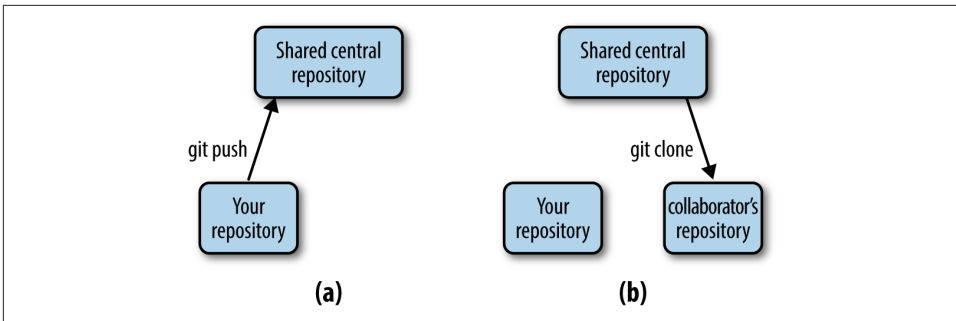 Shared central
repository
git push
Your
repository
(a)
Shared central
repository
git clone
Your
repository
collaborator's
repository
(b)